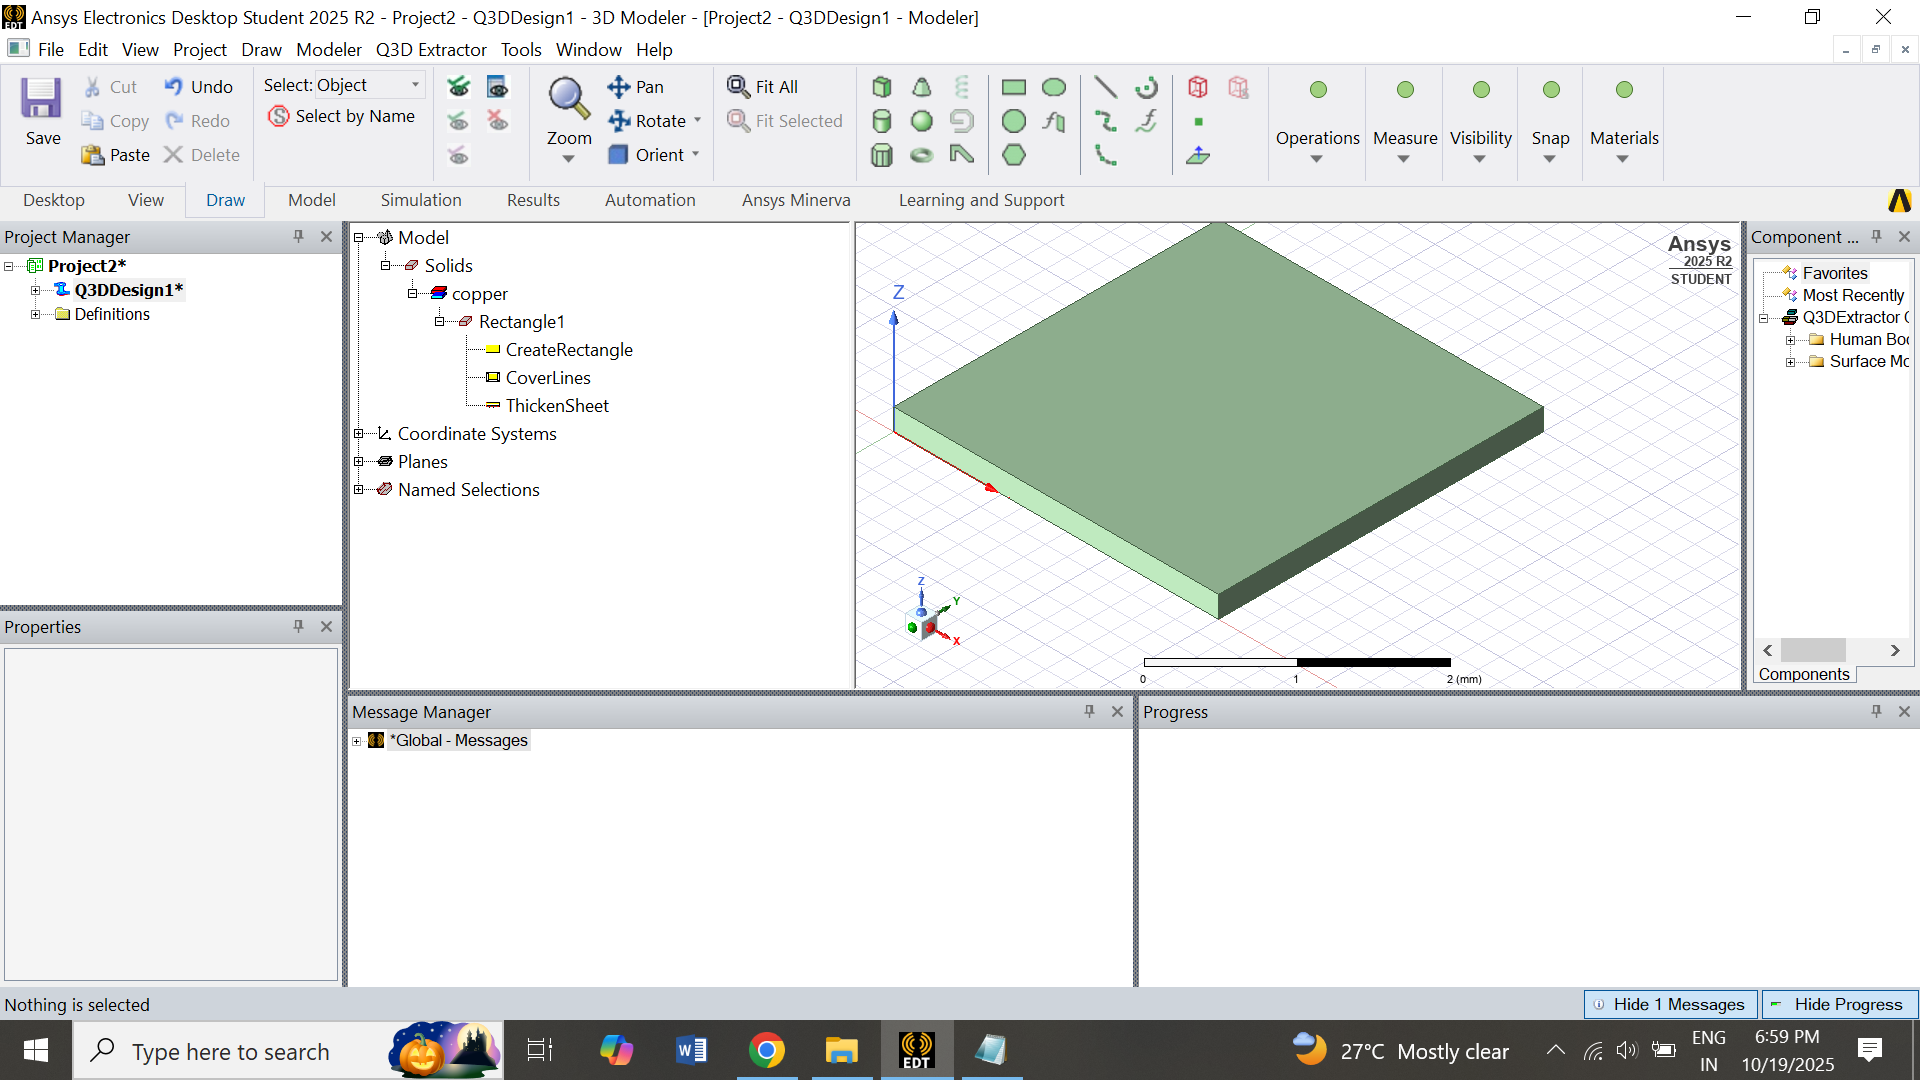 Ansys Electronics Desktop Student 2025 R2 - Project2 - Q3DDesign1 - 3D Modeler - [Project2 - Q3DDesign1 - Modeler]
File Edit View Project Draw Modeler Q3D Extractor Tools Window Help
Save
Cut
Copy
Paste
Undo
Redo
Delete
Select: Object
Select by Name
Zoom
Pan
Rotate
Orient
Fit All
Fit Selected
Operations
Measure
Visibility
Snap
Materials
Desktop View Draw Model Simulation Results Automation Ansys Minerva Learning and Support
Project Manager
Project2*
Q3DDesign1*
Definitions
Properties
Model
Solids
copper
Rectangle1
CreateRectangle
CoverLines
ThickenSheet
Coordinate Systems
Planes
Named Selections
Ansys
2025 R2
STUDENT
Z
Z
Y
X
0 1 2 (mm)
Component ...
Favorites
Most Recently
Q3DExtractor
Human Boo
Surface Mo
Components
Message Manager
*Global - Messages
Progress
Nothing is selected
Hide 1 Messages
Hide Progress
Type here to search
EDT
27°C Mostly clear
ENG
IN
6:59 PM
10/19/2025